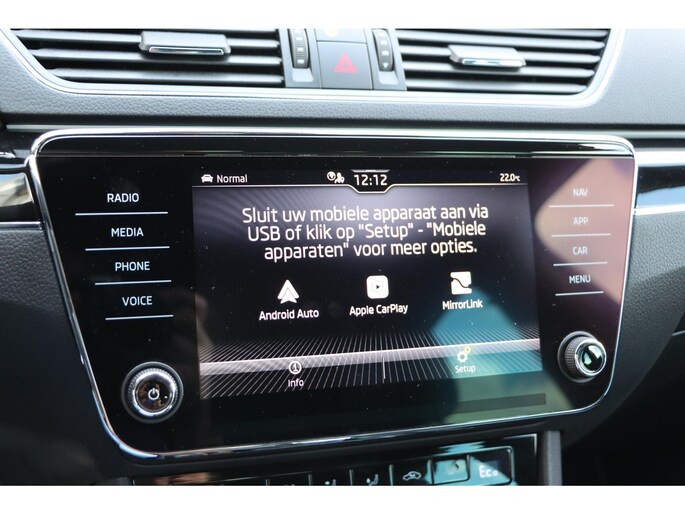 Normal
12:12
22.0°C
RADIO
MEDIA
PHONE
VOICE
NAV
APP
CAR
MENU
Sluit uw mobiele apparaat aan via
USB of klik op "Setup" - "Mobiele
apparaten" voor meer opties.
Android Auto
Apple CarPlay
MirrorLink
Info
Setup